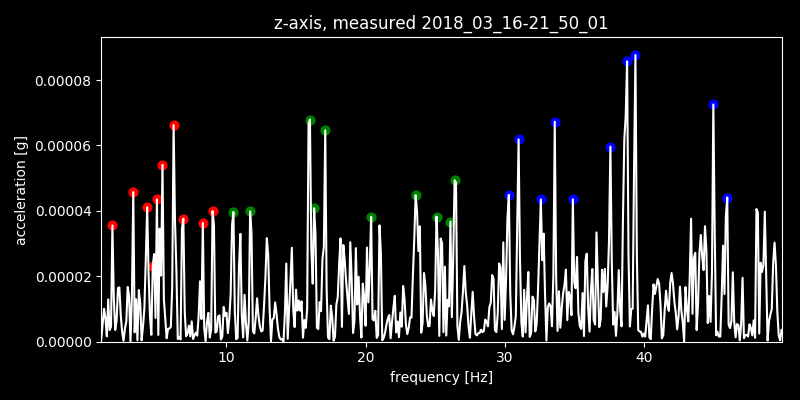 z-axis, measured 2018_03_16-21_50_01
0.00008
0.00006
0.00004
0.00002
0.00000
acceleration [g]
10 20 30 40
frequency [Hz]